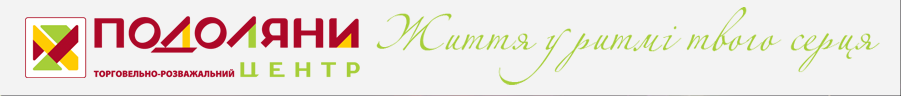 ПОДОЛЯНИ
ТОРГОВЕЛЬНО-РОЗВАЖАЛЬНИЙ ЦЕНТР
Життя у ритмі твого серця